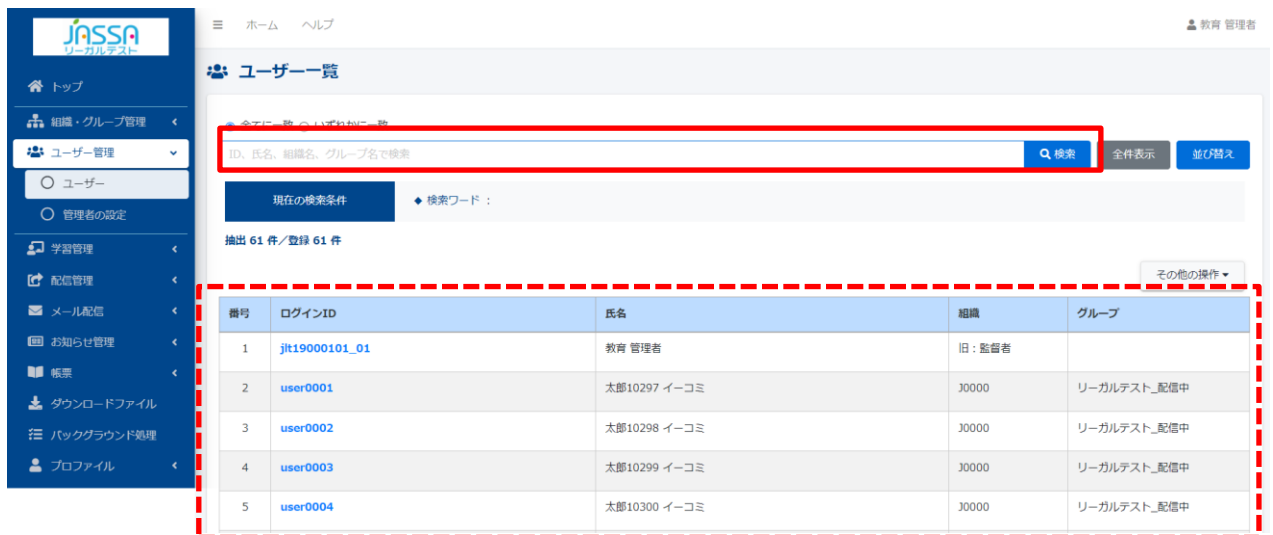 JASSA
リーガルテスト
ホーム ヘルプ
教育 管理者
トップ
組織・グループ管理
ユーザー管理
ユーザー
管理者の設定
学習管理
配信管理
メール配信
お知らせ管理
帳票
ダウンロードファイル
バックグラウンド処理
プロファイル
ユーザー一覧
全てに一致 いずれかに一致
ID、氏名、組織名、グループ名で検索
検索 全件表示 並び替え
現在の検索条件 ◆ 検索ワード :
抽出 61 件/登録 61 件
その他の操作
番号 ログインID 氏名 組織 グループ
1 jlt19000101_01 教育 管理者 旧:監督者
2 user0001 太郎10297 イーコミ J0000 リーガルテスト_配信中
3 user0002 太郎10298 イーコミ J0000 リーガルテスト_配信中
4 user0003 太郎10299 イーコミ J0000 リーガルテスト_配信中
5 user0004 太郎10300 イーコミ J0000 リーガルテスト_配信中